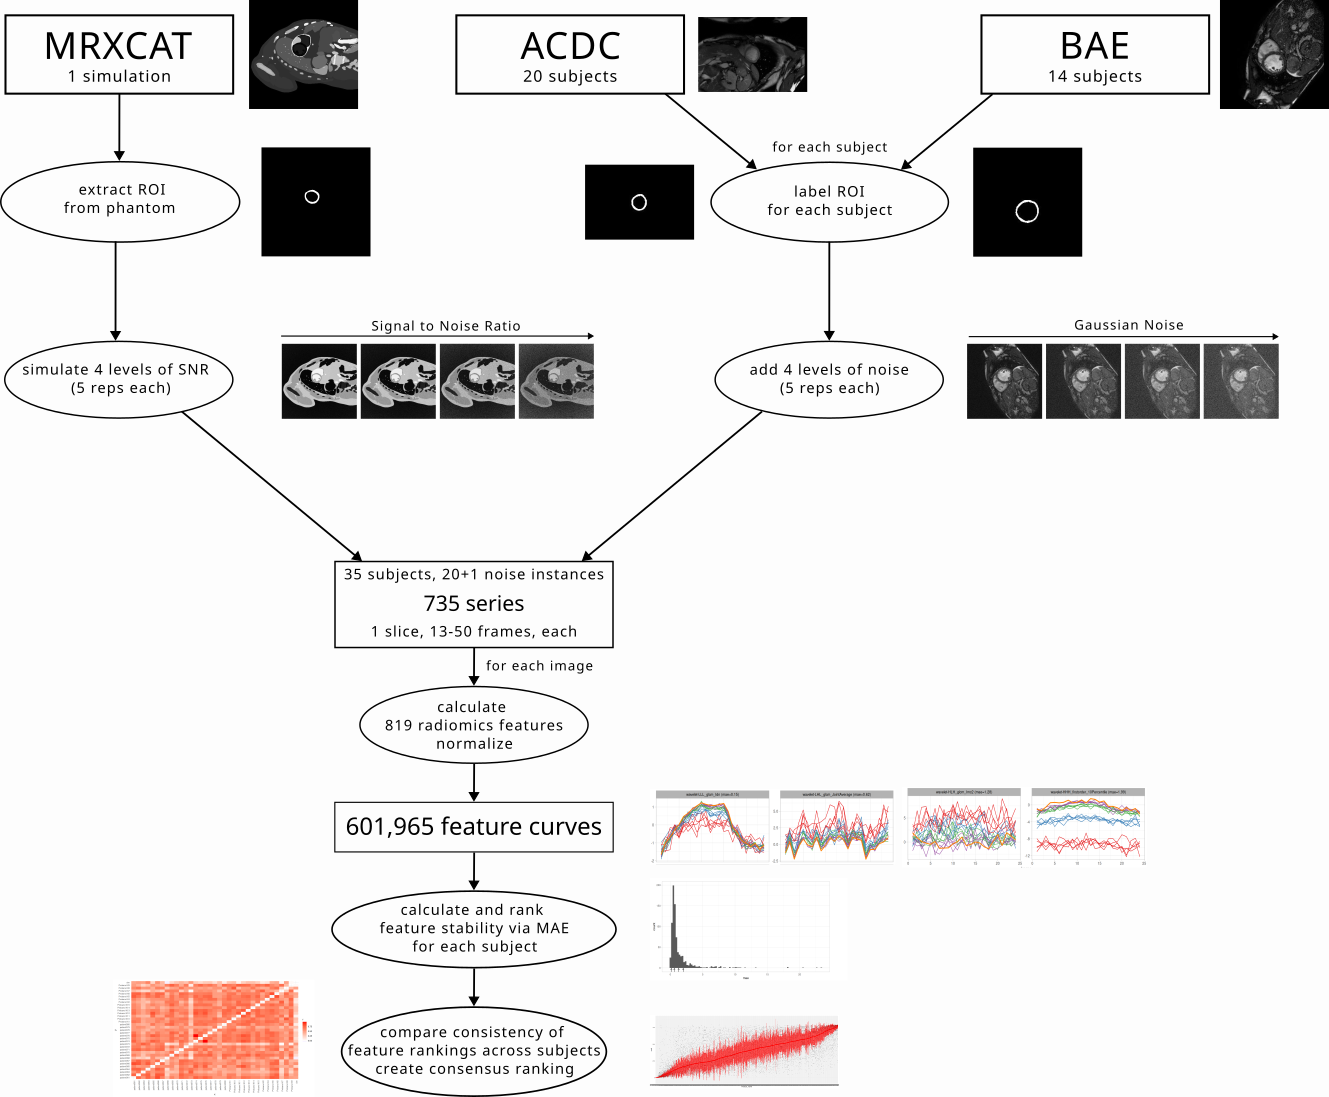 MRXCAT
1 simulation
ACDC
20 subjects
BAE
14 subjects
for each subject
extract ROI
from phantom
label ROI
for each subject
Signal to Noise Ratio
Gaussian Noise
simulate 4 levels of SNR
(5 reps each)
add 4 levels of noise
(5 reps each)
35 subjects, 20+1 noise instances
735 series
1 slice, 13-50 frames, each
for each image
calculate
819 radiomics features
normalize
601,965 feature curves
calculate and rank
feature stability via MAE
for each subject
compare consistency of
feature rankings across subjects
create consensus ranking